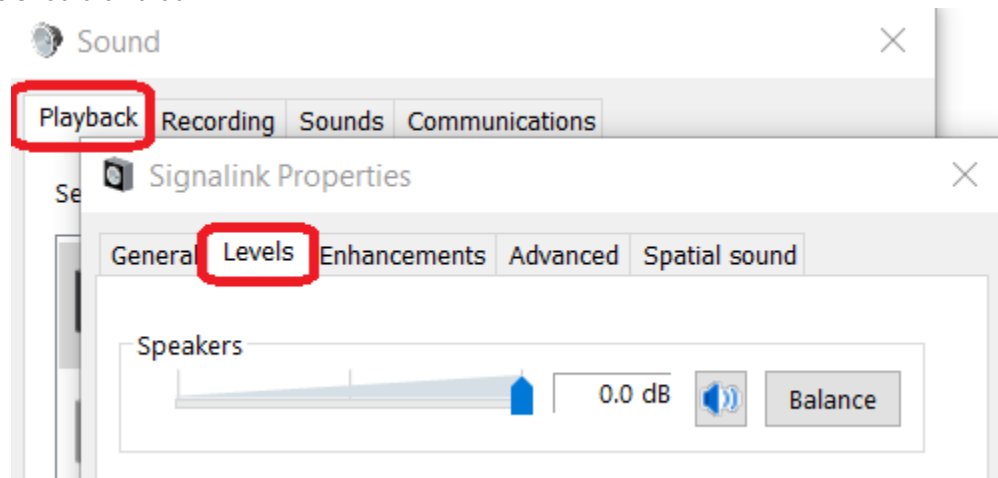 Sound
Playback Recording Sounds Communications
Signalink Properties
Se
General Levels Enhancements Advanced Spatial sound
Speakers
0.0 dB Balance